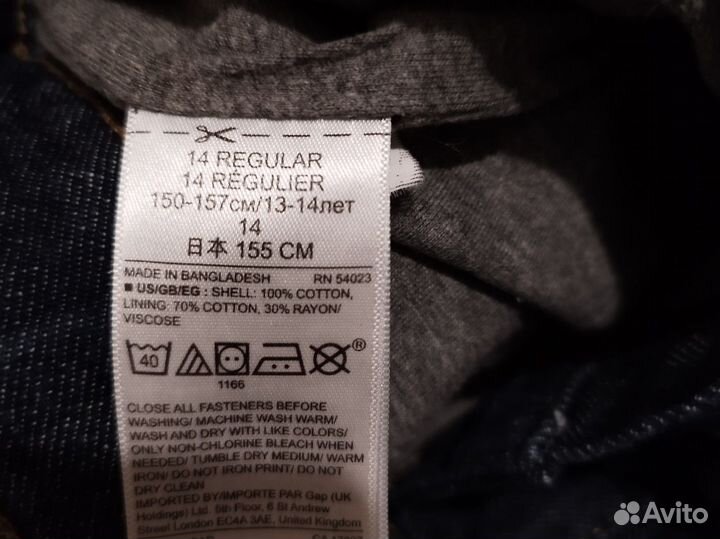 14 REGULAR
14 RÉGULIER
150-157см/13-14лет
14
日本 155 CM
MADE IN BANGLADESH RN 54023
■ US/GB/EG : SHELL: 100% COTTON,
LINING: 70% COTTON, 30% RAYON/
VISCOSE
40
®
1166
CLOSE ALL FASTENERS BEFORE
WASHING/ MACHINE WASH WARM/
WASH AND DRY WITH LIKE COLORS/
ONLY NON-CHLORINE BLEACH WHEN
NEEDED/ TUMBLE DRY MEDIUM/ WARM
IRON/ DO NOT IRON PRINT/ DO NOT
DRY CLEAN
IMPORTED BY/IMPORTE PAR Gap (UK
Holdings) Ltd. 5th Floor, 6 St Andrew
Street London EC4A 3AE, United Kingdom
Avito